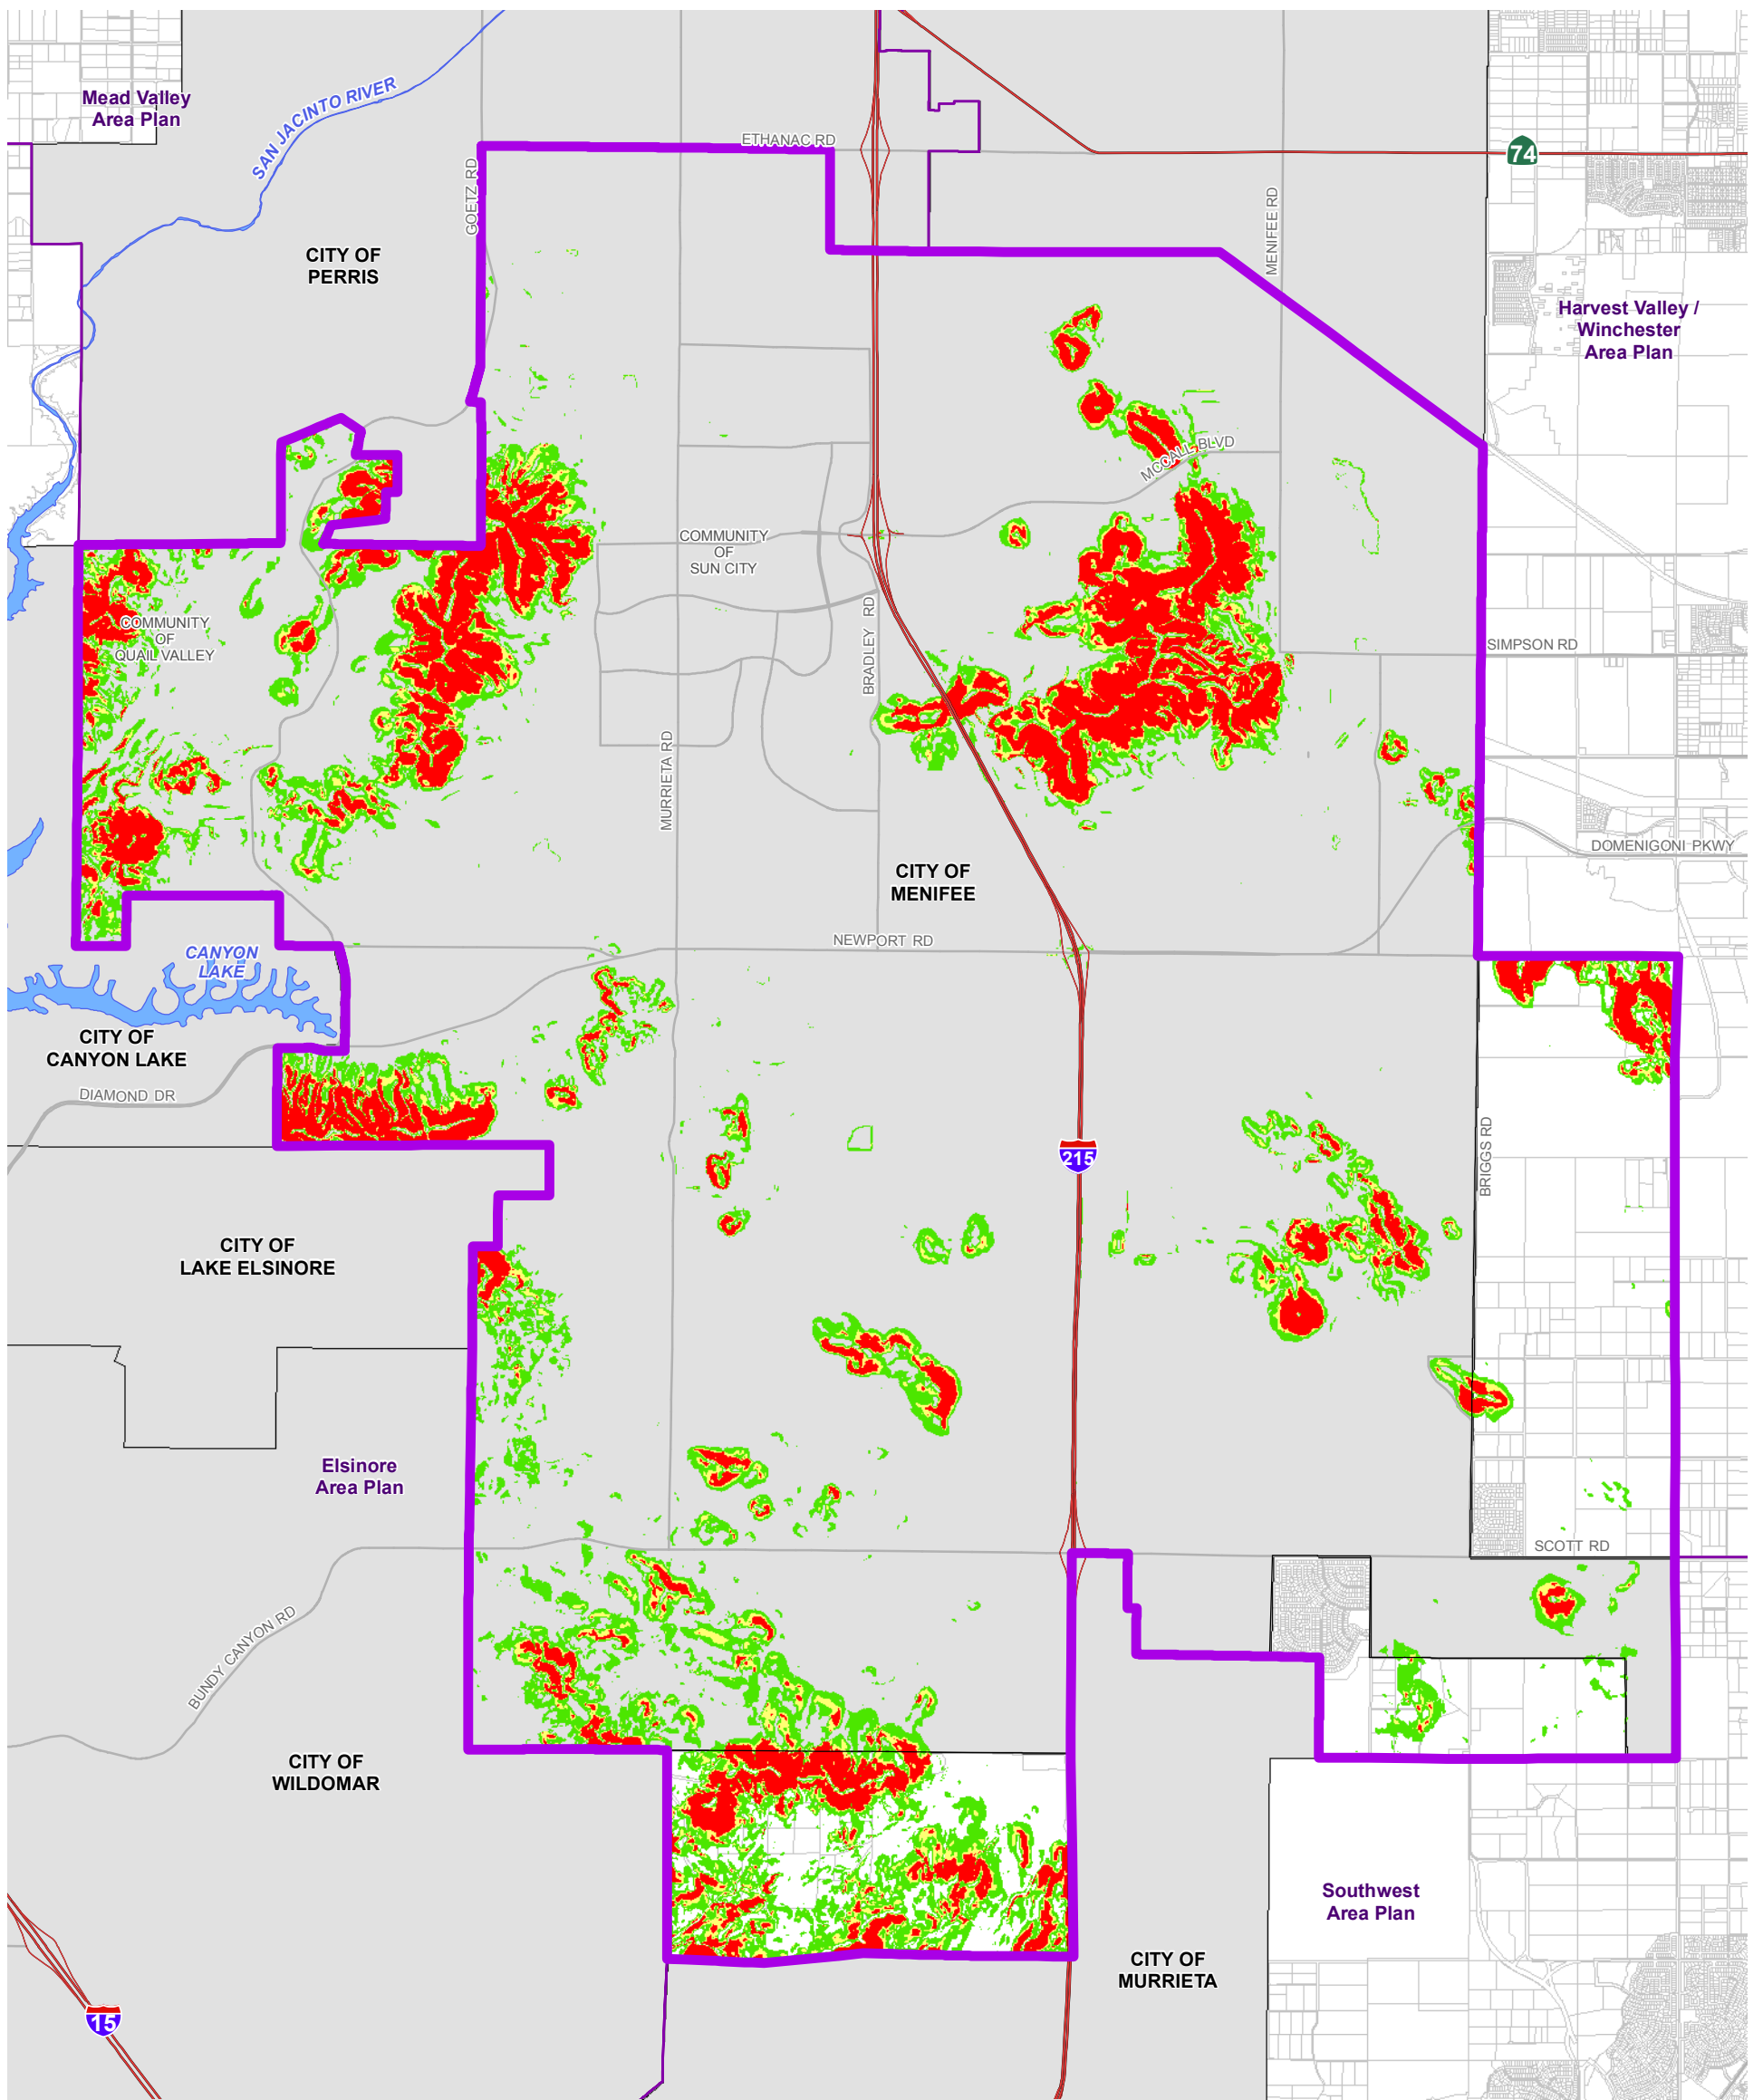 Mead Valley
Area Plan
SAN JACINTO RIVER
ETHANAC RD
GOETZ RD
MENIFEE RD
74
CITY OF
PERRIS
Harvest Valley /
Winchester
Area Plan
MCCALL BLVD
COMMUNITY
OF
SUN CITY
COMMUNITY
OF
QUAIL VALLEY
BRADLEY RD
SIMPSON RD
MURRIETA RD
DOMENIGONI PKWY
CITY OF
MENIFEE
NEWPORT RD
CANYON
LAKE
CITY OF
CANYON LAKE
DIAMOND DR
215
BRIGGS RD
CITY OF
LAKE ELSINORE
Elsinore
Area Plan
SCOTT RD
BUNDY CANYON RD
CITY OF
WILDOMAR
Southwest
Area Plan
CITY OF
MURRIETA
15